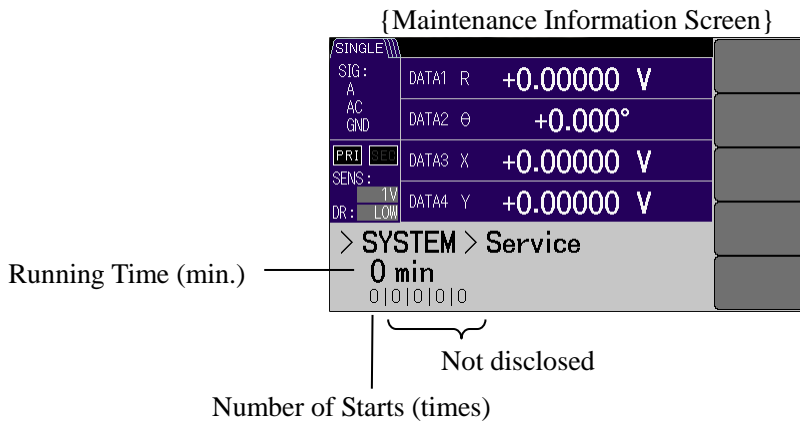 {Maintenance Information Screen}
SINGLE
SIG:
A
AC
GND
DATA1 R +0.00000 V
DATA2 θ +0.000°
PRI SEC
SENS:
1V
DR: LOW
DATA3 X +0.00000 V
DATA4 Y +0.00000 V
> SYSTEM > Service
Running Time (min.)
0 min
0|0|0|0|0
Not disclosed
Number of Starts (times)